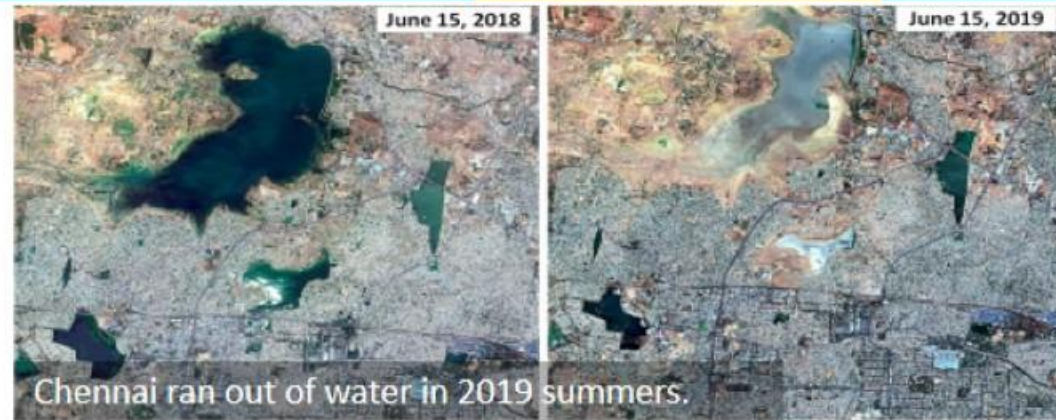 June 15, 2018
June 15, 2019
Chennai ran out of water in 2019 summers.